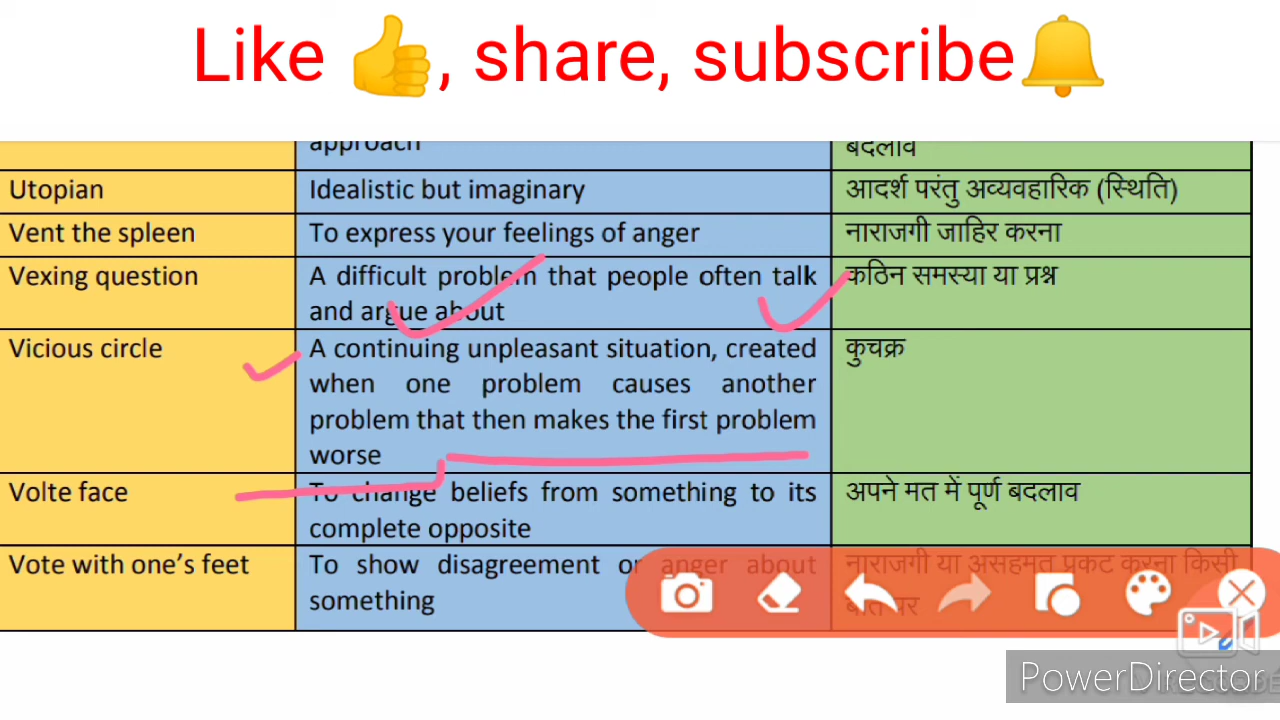 Like 👍, share, subscribe🔔
approach
बदलाव
Utopian
Idealistic but imaginary
आदर्श परंतु अव्यवहारिक (स्थिति)
Vent the spleen
To express your feelings of anger
नाराजगी जाहिर करना
Vexing question
A difficult problem that people often talk
and argue about
कठिन समस्या या प्रश्न
Vicious circle
A continuing unpleasant situation, created
when one problem causes another
problem that then makes the first problem
worse
कुचक्र
Volte face
To change beliefs from something to its
complete opposite
अपने मत में पूर्ण बदलाव
Vote with one's feet
To show disagreement or anger about
something
नाराजगी या असहमत प्रकट करना किसी
बात पर
PowerDirector